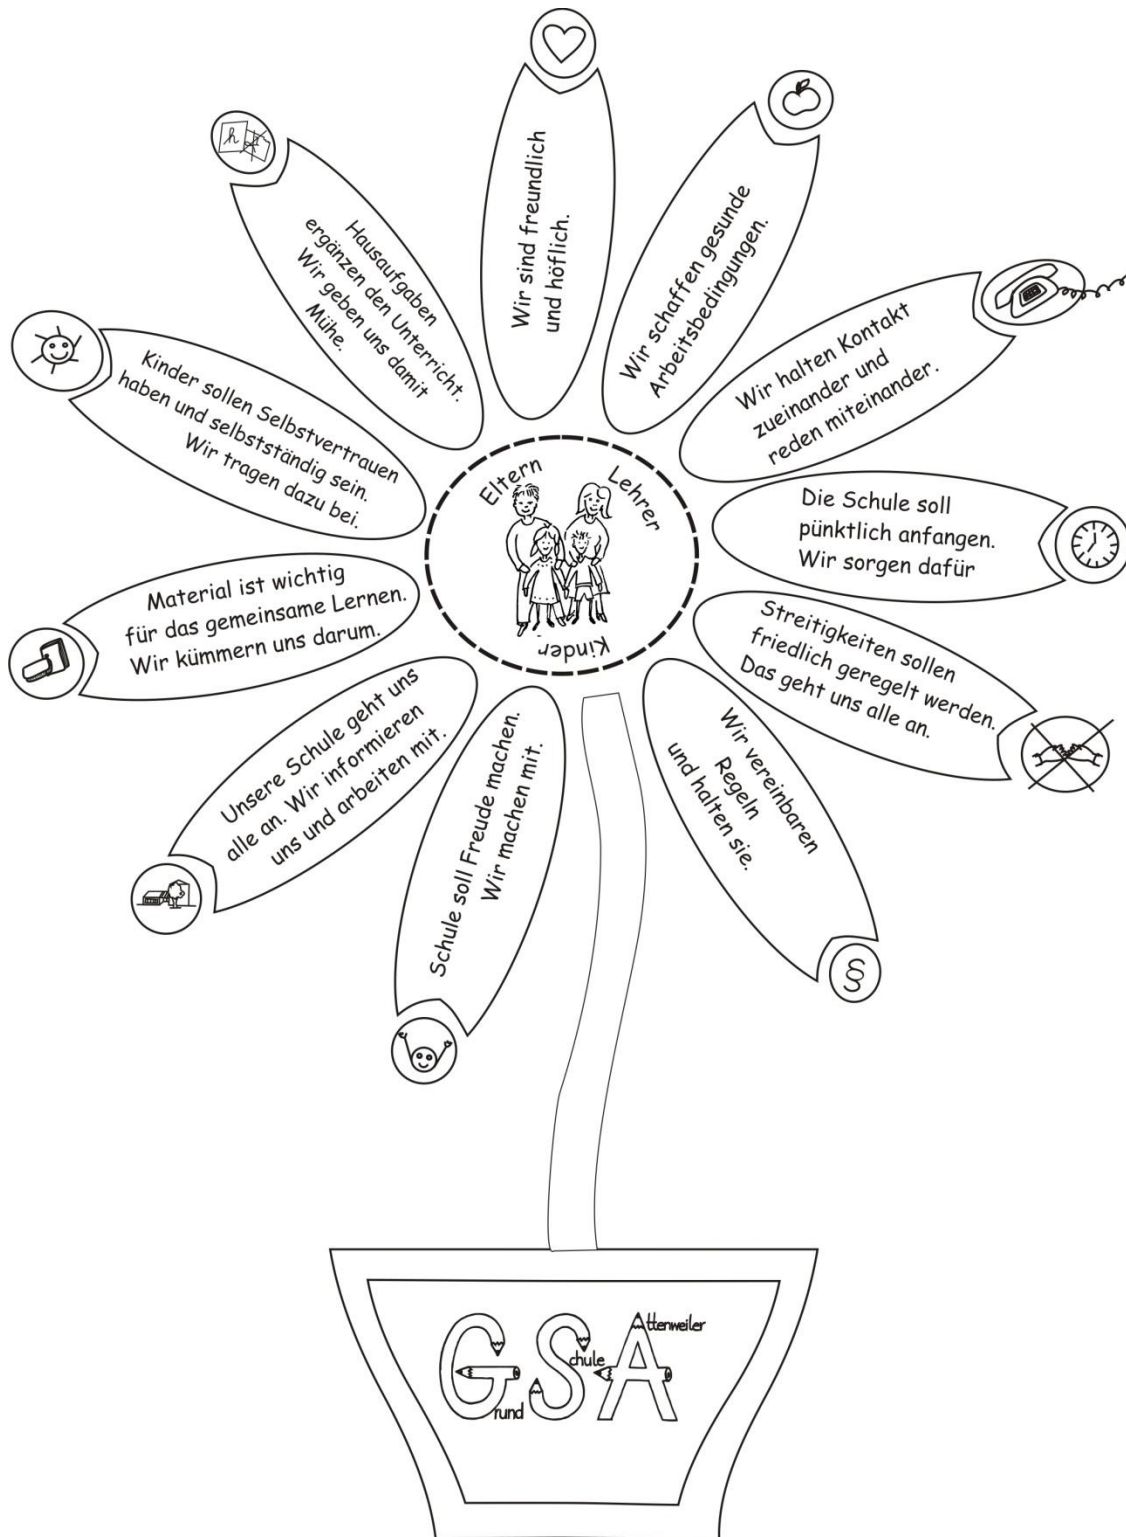 Wir sind freundlich
und höflich.
Wir schaffen gesunde
Arbeitsbedingungen.
Wir halten Kontakt
zueinander und
reden miteinander.
Die Schule soll
pünktlich anfangen.
Wir sorgen dafür
Streitigkeiten sollen
friedlich geregelt werden.
Das geht uns alle an.
Wir vereinbaren
Regeln
und halten sie.
§
Schule soll Freude machen.
Wir machen mit.
Unsere Schule geht uns
alle an. Wir informieren
uns und arbeiten mit.
Material ist wichtig
für das gemeinsame Lernen.
Wir kümmern uns darum.
Kinder sollen Selbstvertrauen
haben und selbstständig sein.
Wir tragen dazu bei.
h
Hausaufgaben
ergänzen den Unterricht.
Wir geben uns damit
Mühe.
Eltern
Lehrer
Kinder
Grund
Schule
Attenweiler